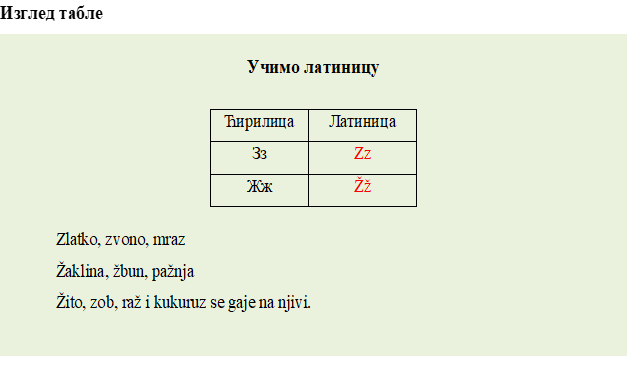 Изглед табле
Учимо латиницу
Ћирилица Латиница
Зз Zz
Жж Žž
Zlatko, zvono, mraz
Žaklina, žbun, pažnja
Žito, zob, raž i kukuruz se gaje na njivi.